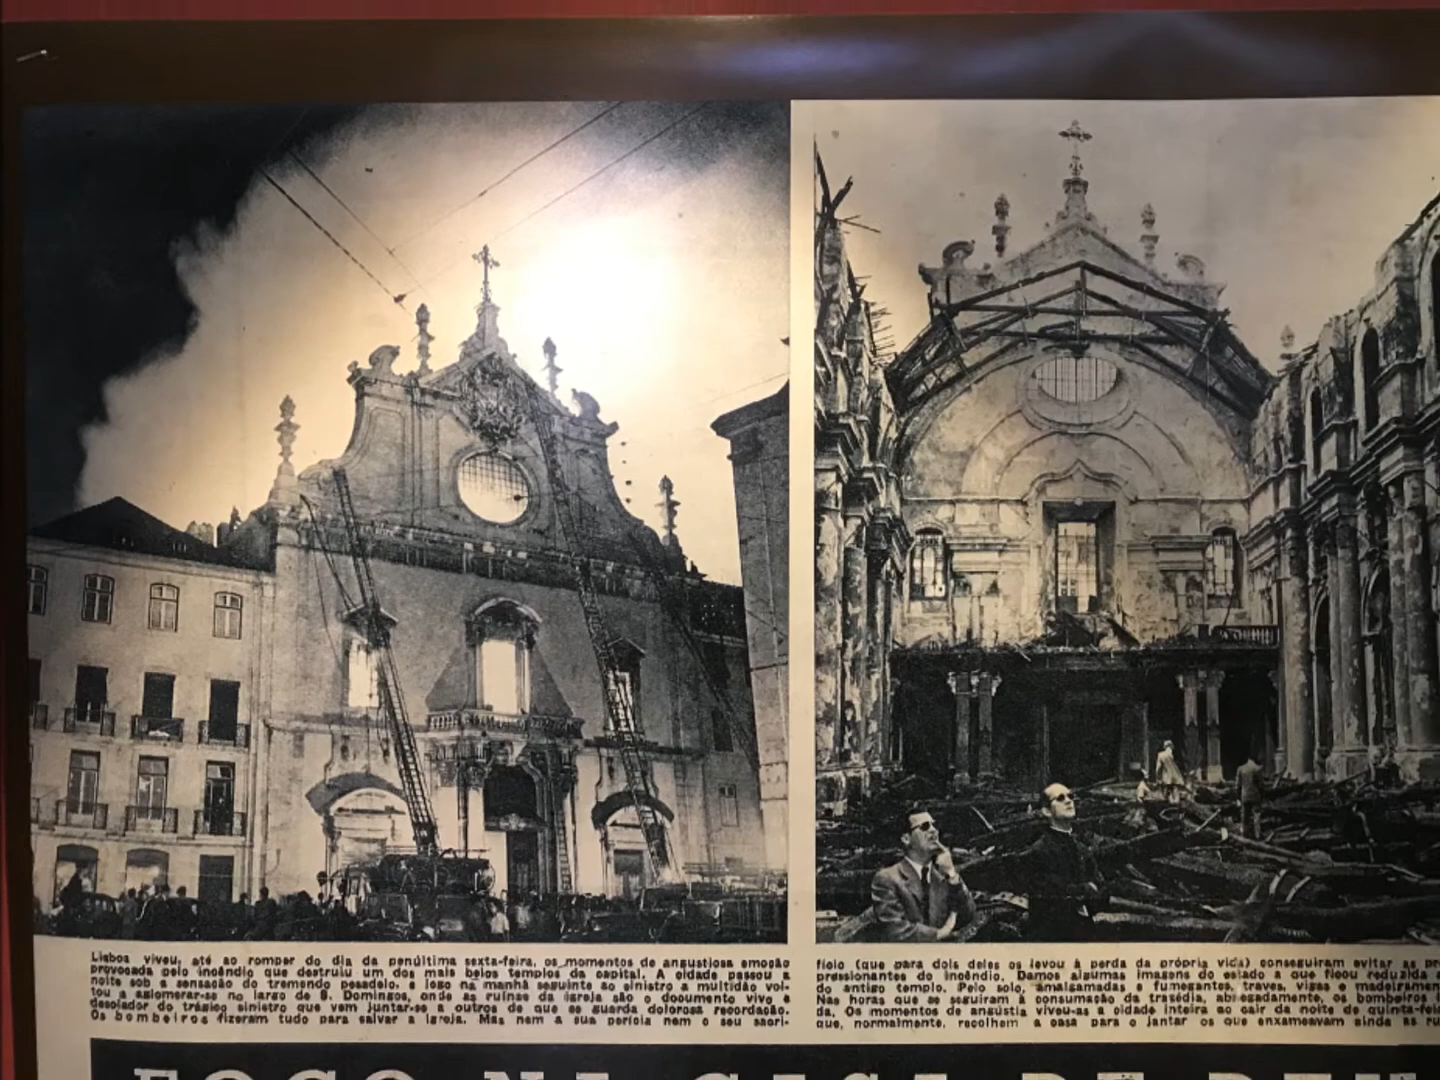 Lisboa viveu, até ao romper do dia da penúltima sexta-feira, os momentos de angustiosa emoção
provocada pelo incêndio que destruiu um dos mais belos templos da capital. A cidade passou a
noite sob a sensação do tremendo pesadelo, e logo na manhã seguinte ao sinistro a multidão vol-
tou a aglomerar-se no largo de S. Domingos, onde as ruínas da igreja são o documento vivo e
desolador do trágico sinistro que vem juntar-se a outros de que se guarda dolorosa recordação.
Os bombeiros fizeram tudo para salvar a igreja. Mas nem a sua perícia nem o seu sacri-
fício (que para dois deles os levou à perda da própria vida) conseguiram evitar as
pressionantes do incêndio. Damos algumas imagens do estado a que ficou reduzida
do antigo templo. Pelo solo, amalgamadas e fumegantes, traves, vigas e madeiramen
Nas horas que se seguiram à consumação da tragédia, abnegadamente, os bombeiros
da. Os momentos de angústia viveu-as a cidade inteira ao cair da noite de quinta-fei
que, normalmente, recolhem a casa para o jantar os que enxameavam ainda as ru
FOGO NA CASA DE DEU